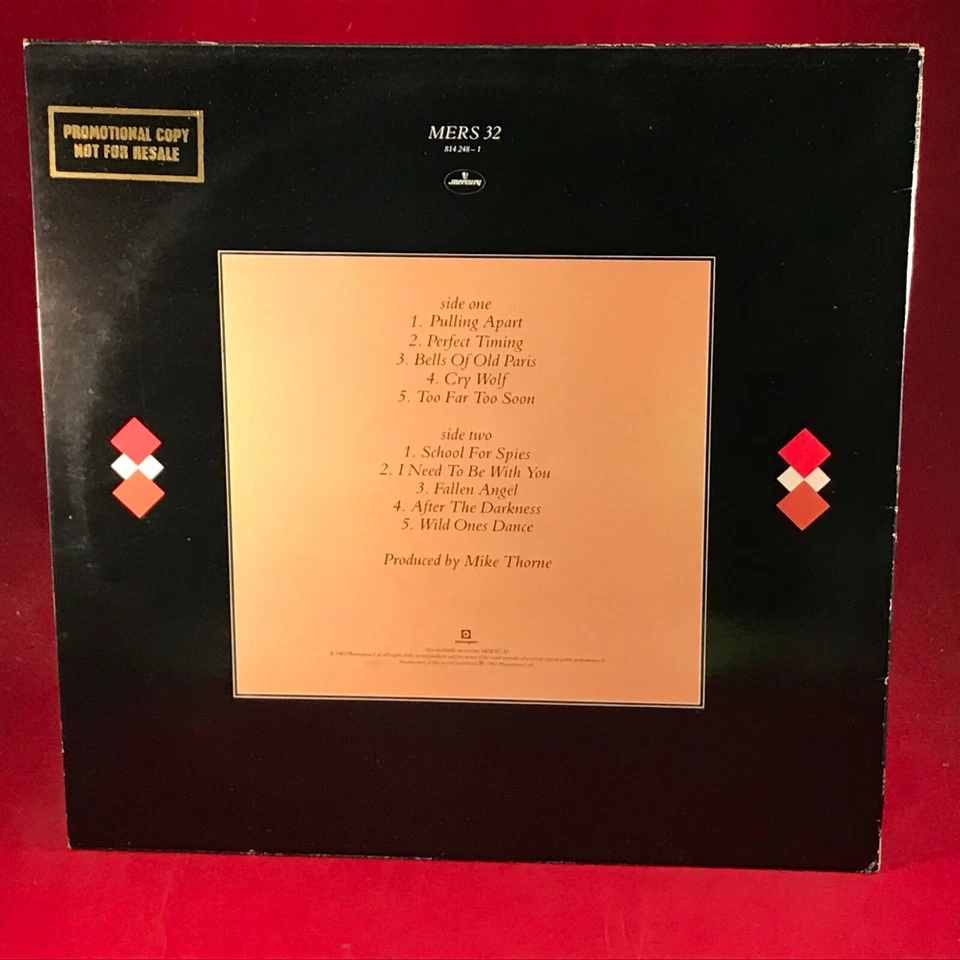 PROMOTIONAL COPY
NOT FOR RESALE
MERS 32
814 248-1
mercury
side one
1. Pulling Apart
2. Perfect Timing
3. Bells Of Old Paris
4. Cry Wolf
5. Too Far Too Soon
side two
1. School For Spies
2. I Need To Be With You
3. Fallen Angel
4. After The Darkness
5. Wild Ones Dance
Produced by Mike Thorne